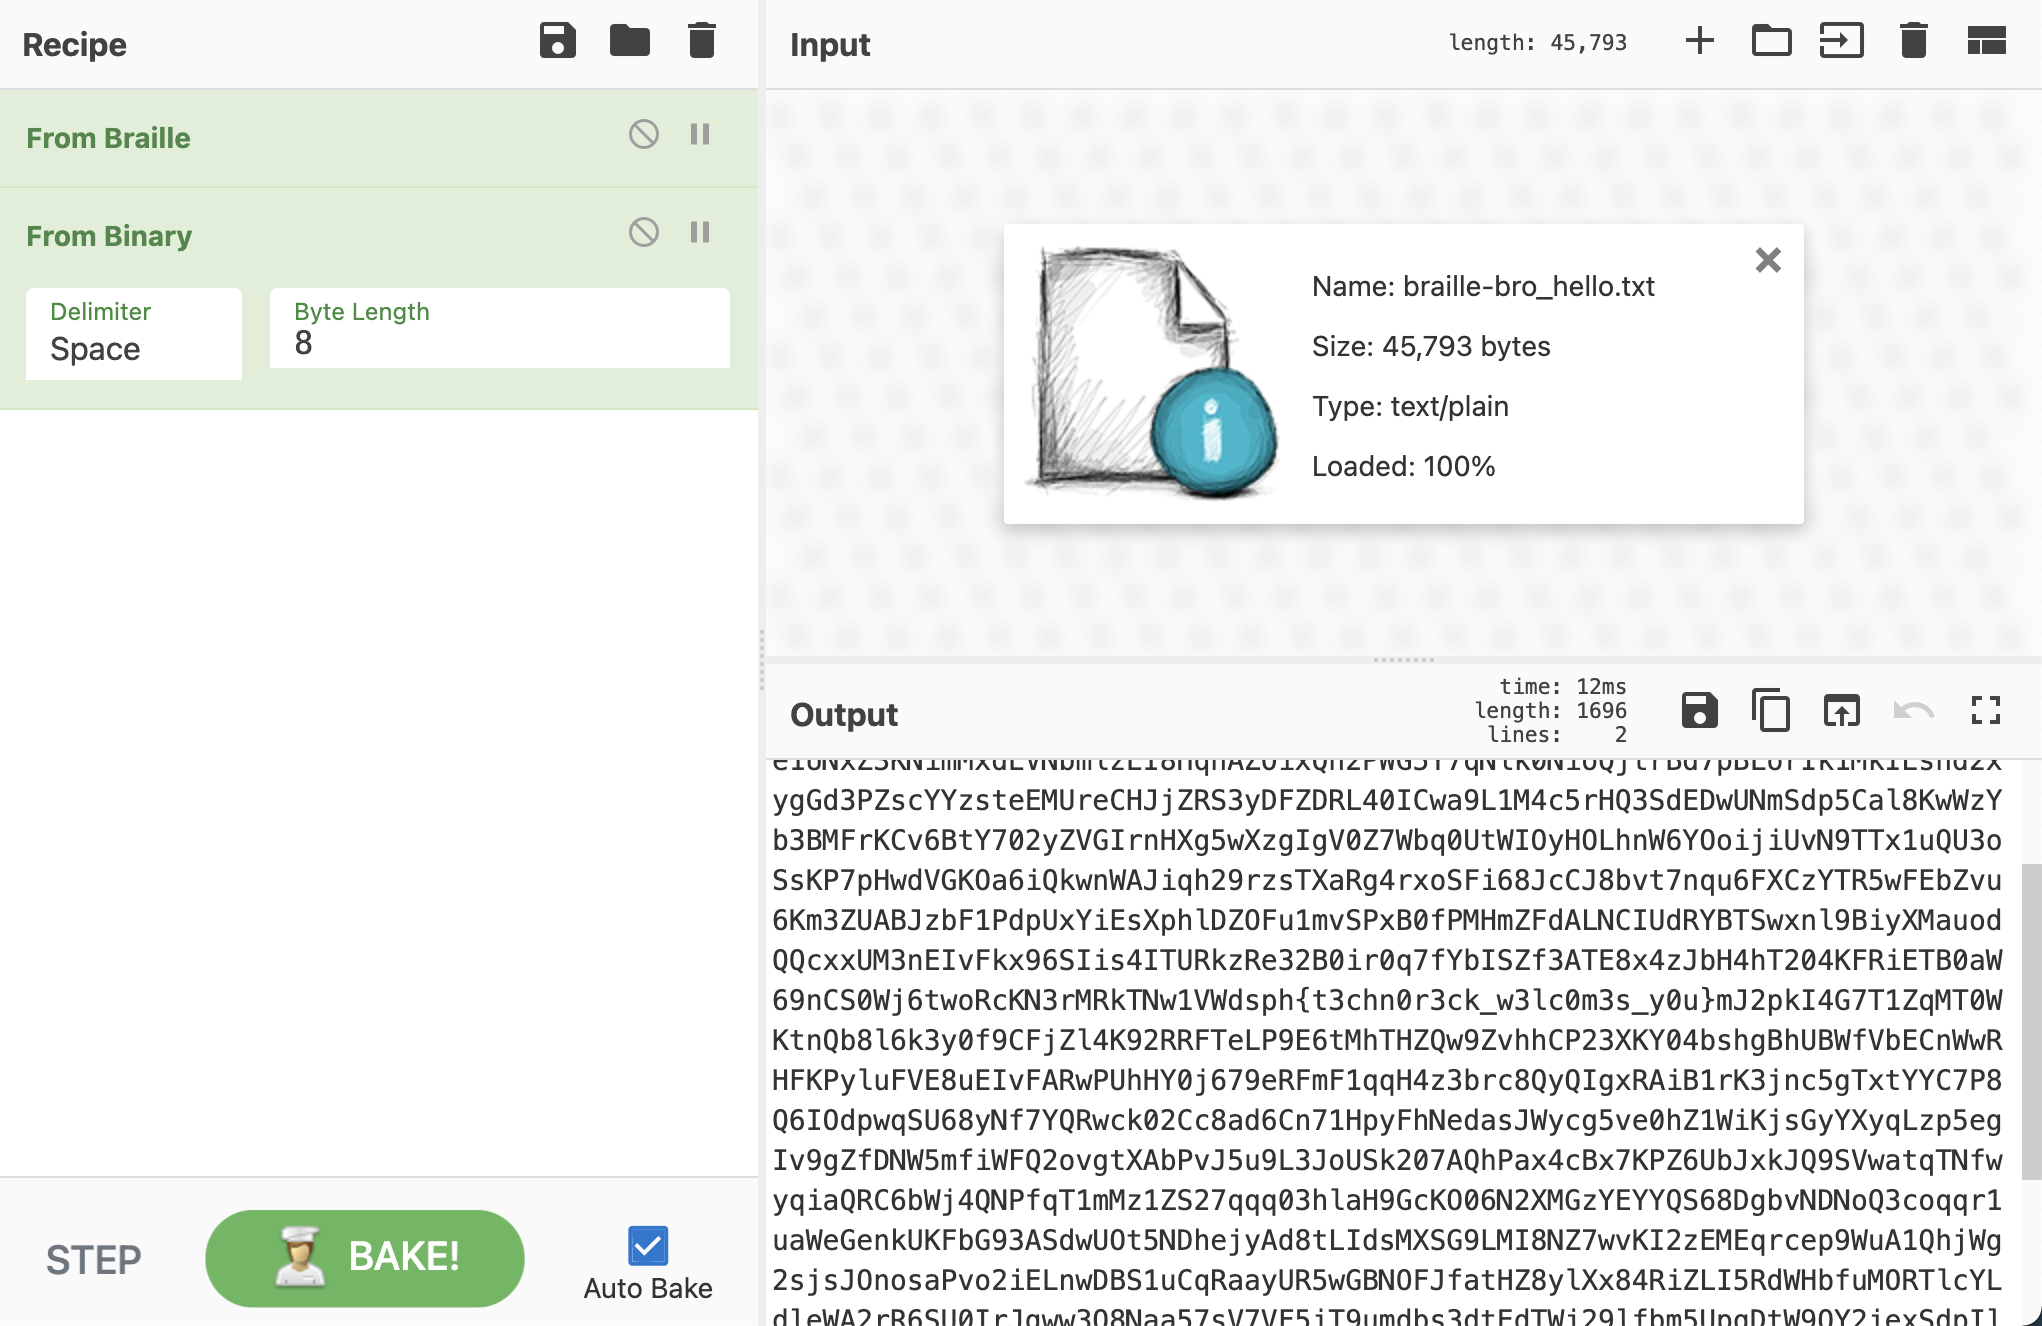 Recipe
From Braille
From Binary
Delimiter
Space
Byte Length
8
STEP
BAKE!
Auto Bake
Input
length: 45,793
Name: braille-bro_hello.txt
Size: 45,793 bytes
Type: text/plain
Loaded: 100%
Output
time: 12ms
length: 1696
lines: 2
ygGd3PZscYYzsteEMUreCHJjZRS3yDFZDRL40ICwa9L1M4c5rHQ3SdEDwUNmSdp5Cal8KwWzY
b3BMFrKCv6BtY702yZVGIrnHXg5wXzgIgV0Z7Wbq0UtWIOyHOLhnW6YOoijiUvN9TTx1uQU3o
SsKP7pHwdVGKOa6iQkwnWAJiqh29rzsTXaRg4rxoSFi68JcCJ8bvt7nqu6FXCzYTR5wFEbZvu
6Km3ZUABJzbF1PdpUxYiEsXphlDZOFu1mvSPxB0fPMHmZFdALNCIUdRYBTSwxnl9BiyXMauod
QQcxxUM3nEIvFkx96SIis4ITURkzRe32B0ir0q7fYbISZf3ATE8x4zJbH4hT204KFRiETB0aW
69nCS0Wj6twoRcKN3rMRkTNw1VWdsph{t3chn0r3ck_w3lc0m3s_y0u}mJ2pkI4G7T1ZqMT0W
KtnQb8l6k3y0f9CFjZl4K92RRFTeLP9E6tMhTHZQw9ZvhhCP23XKY04bshgBhUBWfVbECnWwR
HFKPyluFVE8uEIvFARwPUhHY0j679eRFmF1qqH4z3brc8QyQIgxRAiB1rK3jnc5gTxtYYC7P8
Q6IOdpwqSU68yNf7YQRwck02Cc8ad6Cn71HpyFhNedasJWycg5ve0hZ1WiKjsGyYXyqLzp5eg
Iv9gZfDNW5mfiWFQ2ovgtXAbPvJ5u9L3JoUSk207AQhPax4cBx7KPZ6UbJxkJQ9SVwatqTNfw
yqiaQRC6bWj4QNPfqT1mMz1ZS27qqq03hlaH9GcKO06N2XMGzYEYYQS68DgbvNDNoQ3coqqr1
uaWeGenkUKFbG93ASdwUOt5NDhejyAd8tLIdsMXSG9LMI8NZ7wvKI2zEMEqrcep9WuA1QhjWg
2sjsJOnosaPvo2iELnwDBS1uCqRaayUR5wGBNOFJfatHZ8ylXx84RiZLI5RdWHbfuMORTlcYL